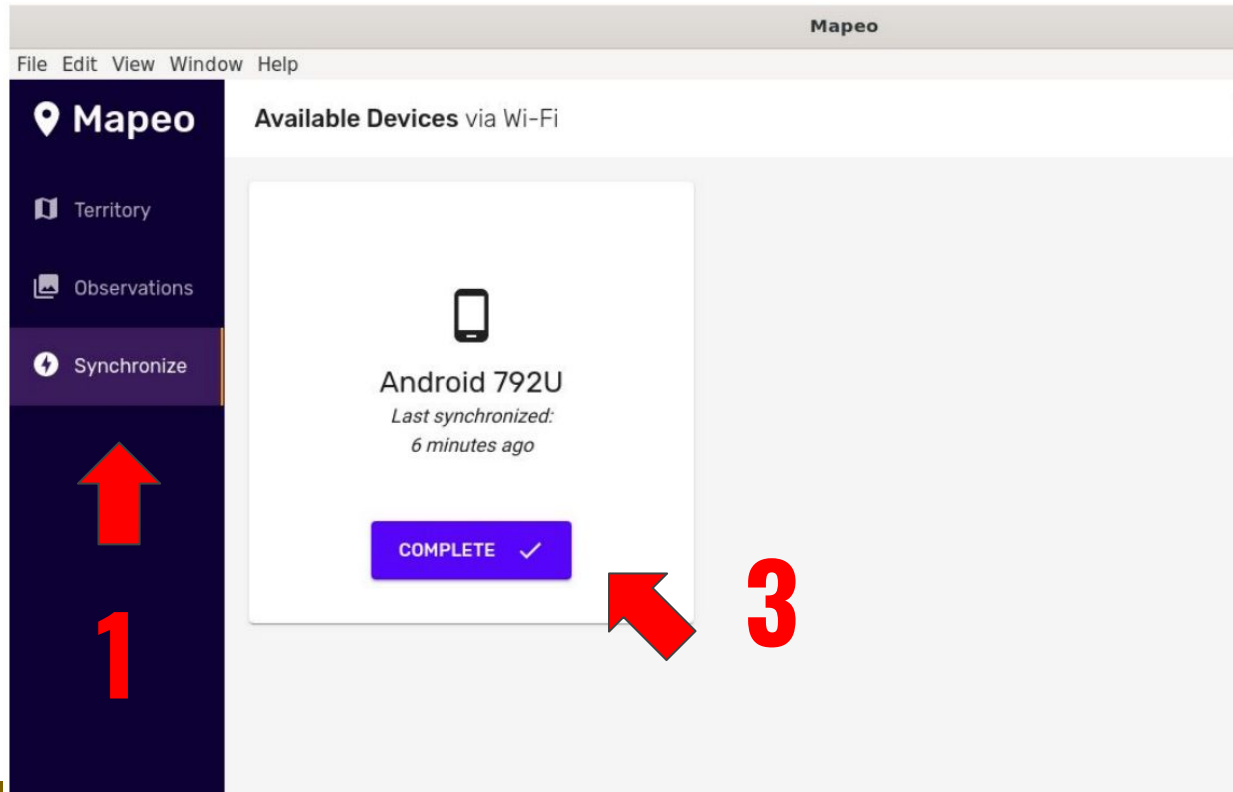 Mapeo
File Edit View Window Help
Mapeo
Available Devices via Wi-Fi
Territory
Observations
Synchronize
Android 792U
Last synchronized:
6 minutes ago
COMPLETE
1
3